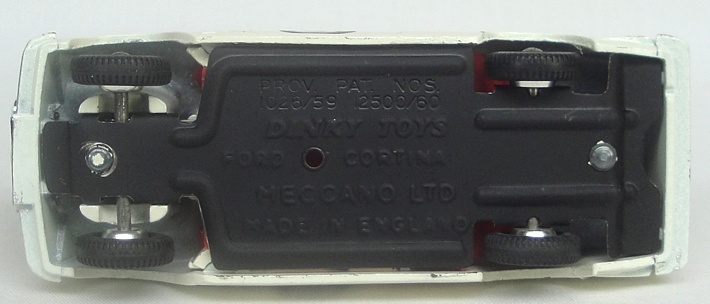 PROV. PAT. NOS.
1026/59 12500/60
DINKY TOYS
FORD CORTINA
MECCANO LTD
MADE IN ENGLAND